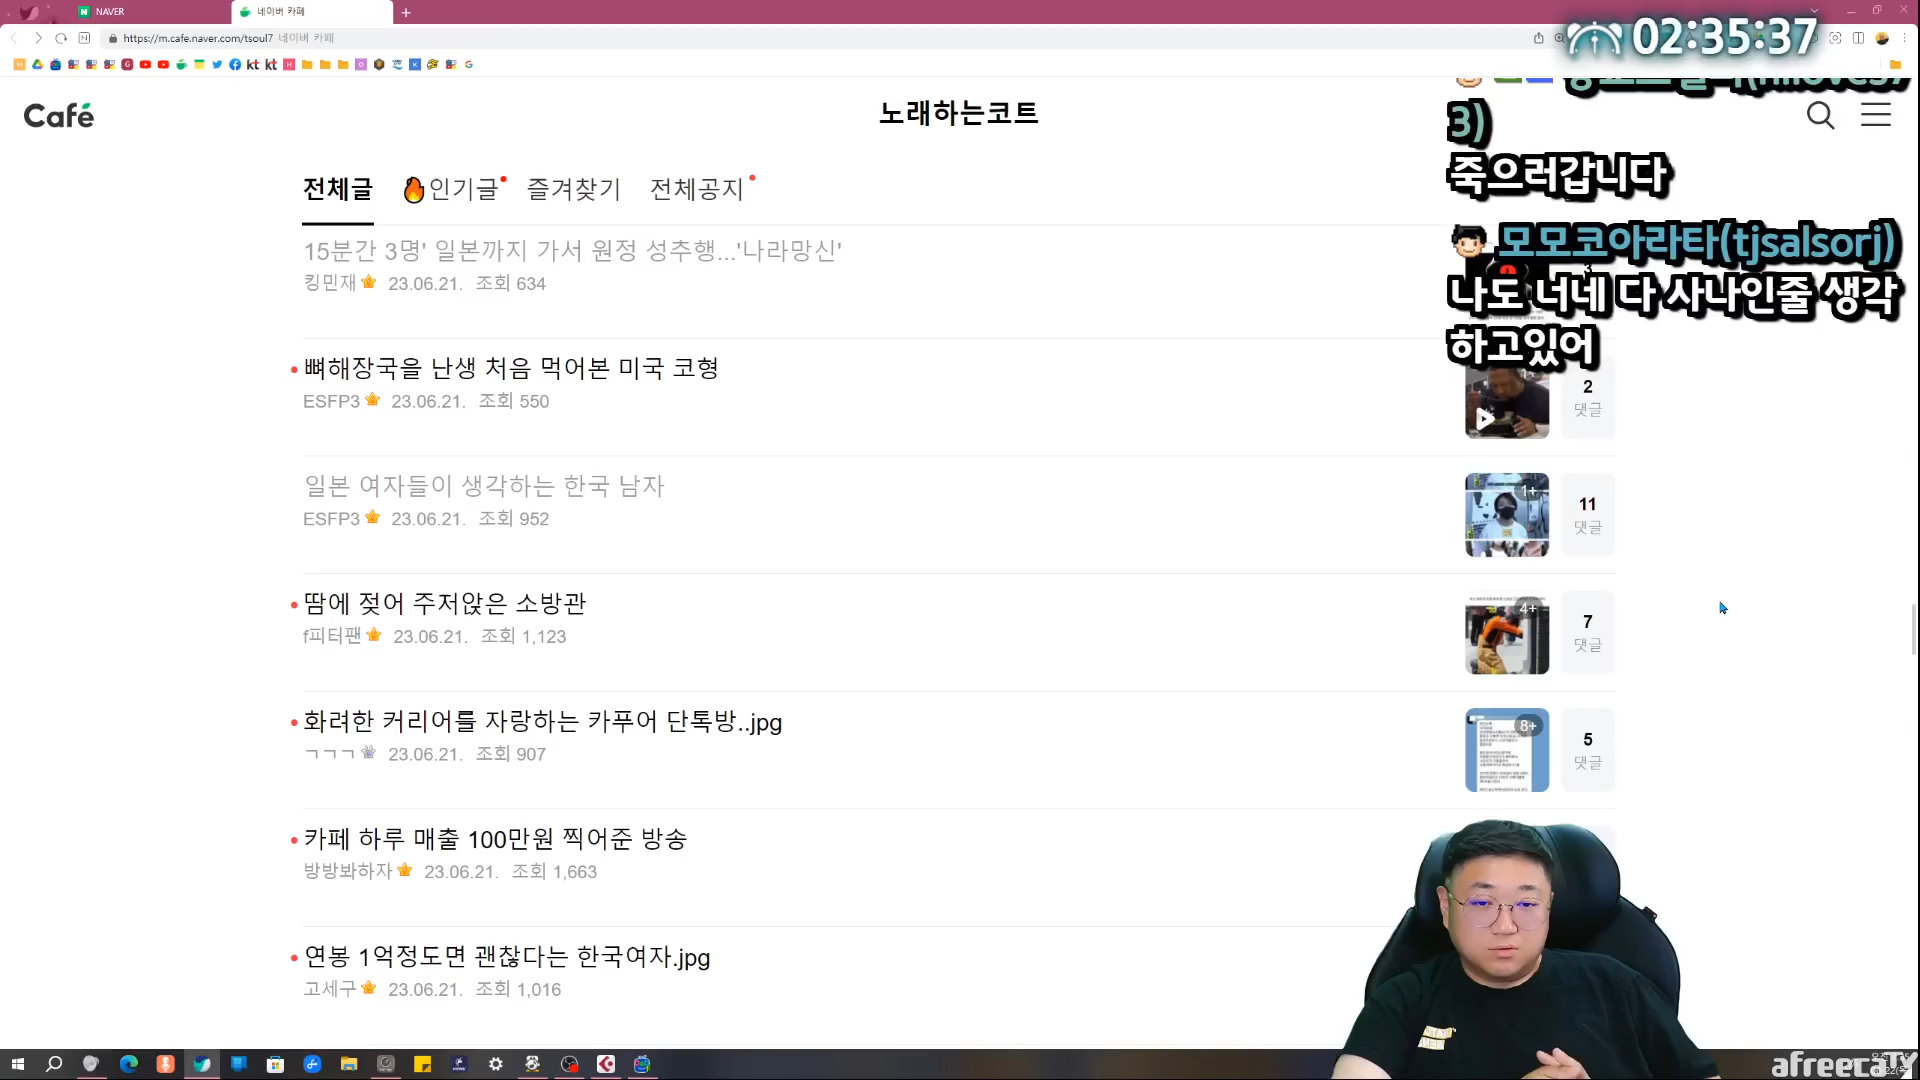 NAVER
네이버 카페
https://m.cafe.naver.com/tsoul7 네이버 카페
02:35:37
Café
노래하는코트
3)
죽으러갑니다
모모코아라타(tjsalsorj)
나도 너네 다 사나인줄 생각
하고있어
전체글
인기글
즐겨찾기
전체공지
15분간 3명' 일본까지 가서 원정 성추행...'나라망신'
킹민재 23.06.21. 조회 634
3
뼈해장국을 난생 처음 먹어본 미국 코형
ESFP3 23.06.21. 조회 550
2
댓글
일본 여자들이 생각하는 한국 남자
ESFP3 23.06.21. 조회 952
1+
11
댓글
땀에 젖어 주저앉은 소방관
f피터팬 23.06.21. 조회 1,123
4+
7
댓글
화려한 커리어를 자랑하는 카푸어 단톡방..jpg
ㄱㄱㄱ 23.06.21. 조회 907
8+
5
댓글
카페 하루 매출 100만원 찍어준 방송
방방봐하자 23.06.21. 조회 1,663
연봉 1억정도면 괜찮다는 한국여자.jpg
고세구 23.06.21. 조회 1,016
afreecaTV